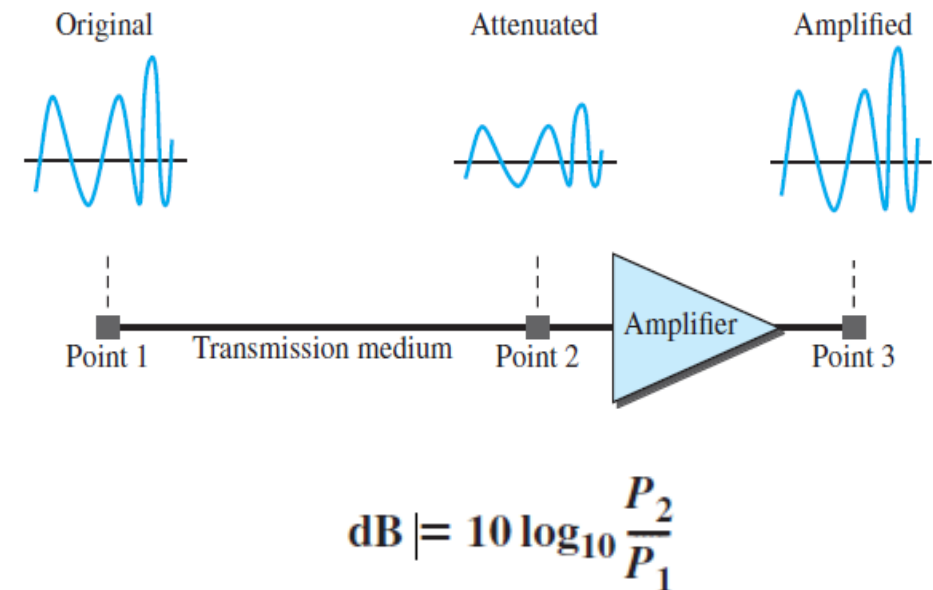 Original Attenuated Amplified
Amplifier
Point 1 Transmission medium Point 2 Point 3
dB = 10 log₁₀ P₂/P₁